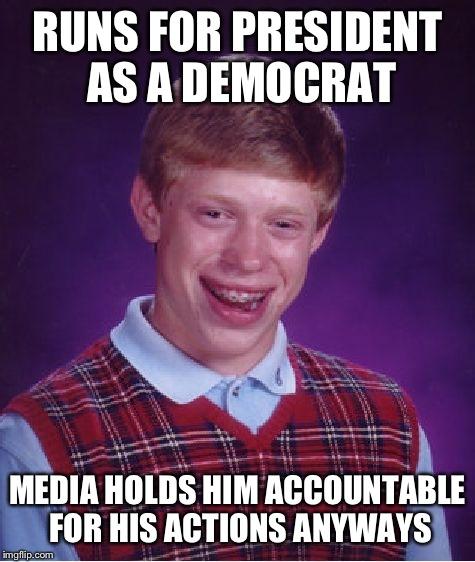 RUNS FOR PRESIDENT
AS A DEMOCRAT
MEDIA HOLDS HIM ACCOUNTABLE
FOR HIS ACTIONS ANYWAYS
imgflip.com